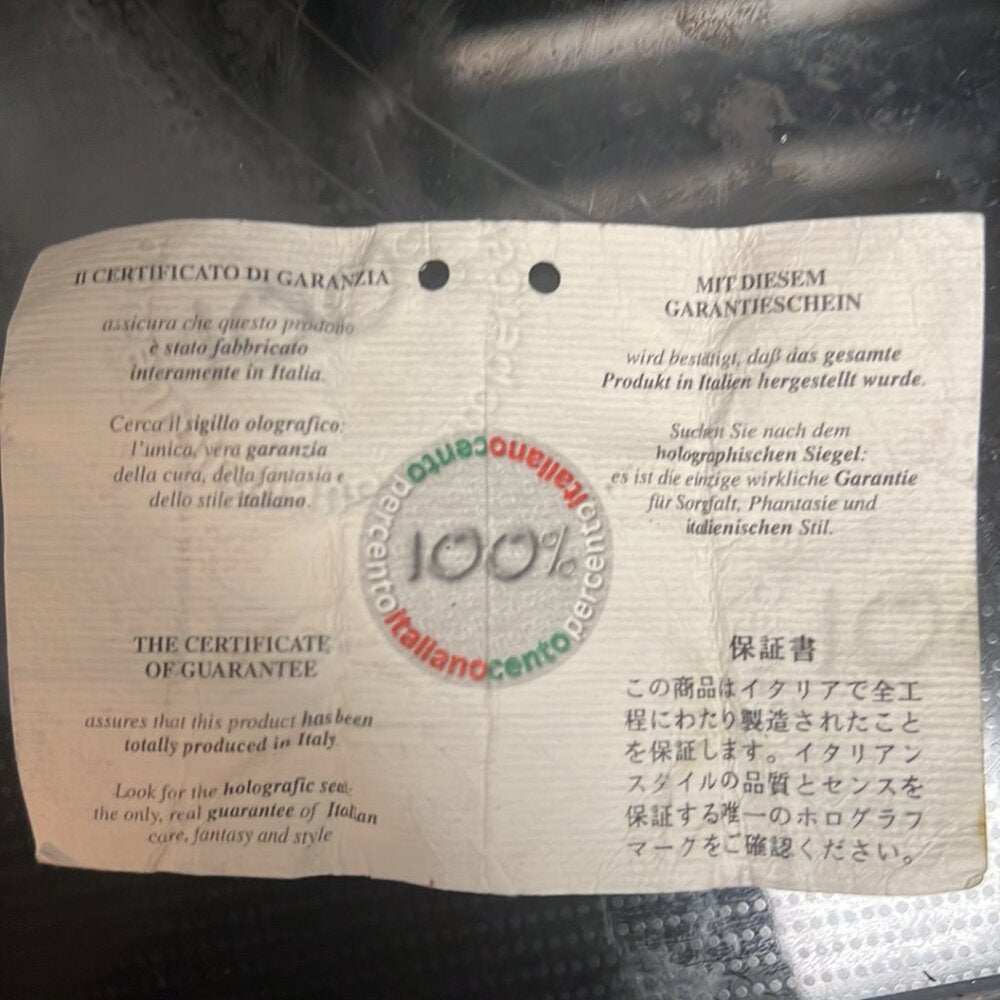 Il CERTIFICATO DI GARANZIA
assicura che questo prodotto
è stato fabbricato
interamente in Italia.
Cerca il sigillo olografico:
l'unica, vera garanzia
della cura, della fantasia e
dello stile italiano.
MIT DIESEM
GARANTIESCHEIN
wird bestätigt, daß das gesamte
Produkt in Italien hergestellt wurde.
Suchen Sie nach dem
holographischen Siegel:
es ist die einzige wirkliche Garantie
für Sorgfalt, Phantasie und
italienischen Stil.
100%
percentoitalianocentopercentoitalianocento
THE CERTIFICATE
OF GUARANTEE
assures that this product has been
totally produced in Italy.
Look for the holografic seal,
the only, real guarantee of Italian
care, fantasy and style
保証書
この商品はイタリアで全工
程にわたり製造されたこと
を保証します。イタリアン
スタイルの品質とセンスを
保証する唯一のホログラフ
マークをご確認ください。